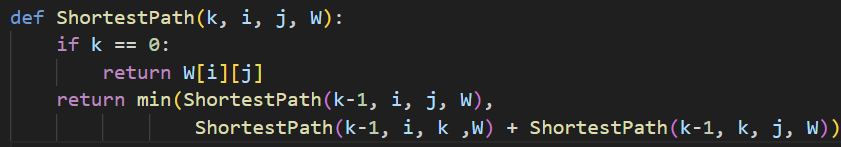 def ShortestPath(k, i, j, W):
    if k == 0:
        return W[i][j]
    return min(ShortestPath(k-1, i, j, W),
                ShortestPath(k-1, i, k ,W) + ShortestPath(k-1, k, j, W))